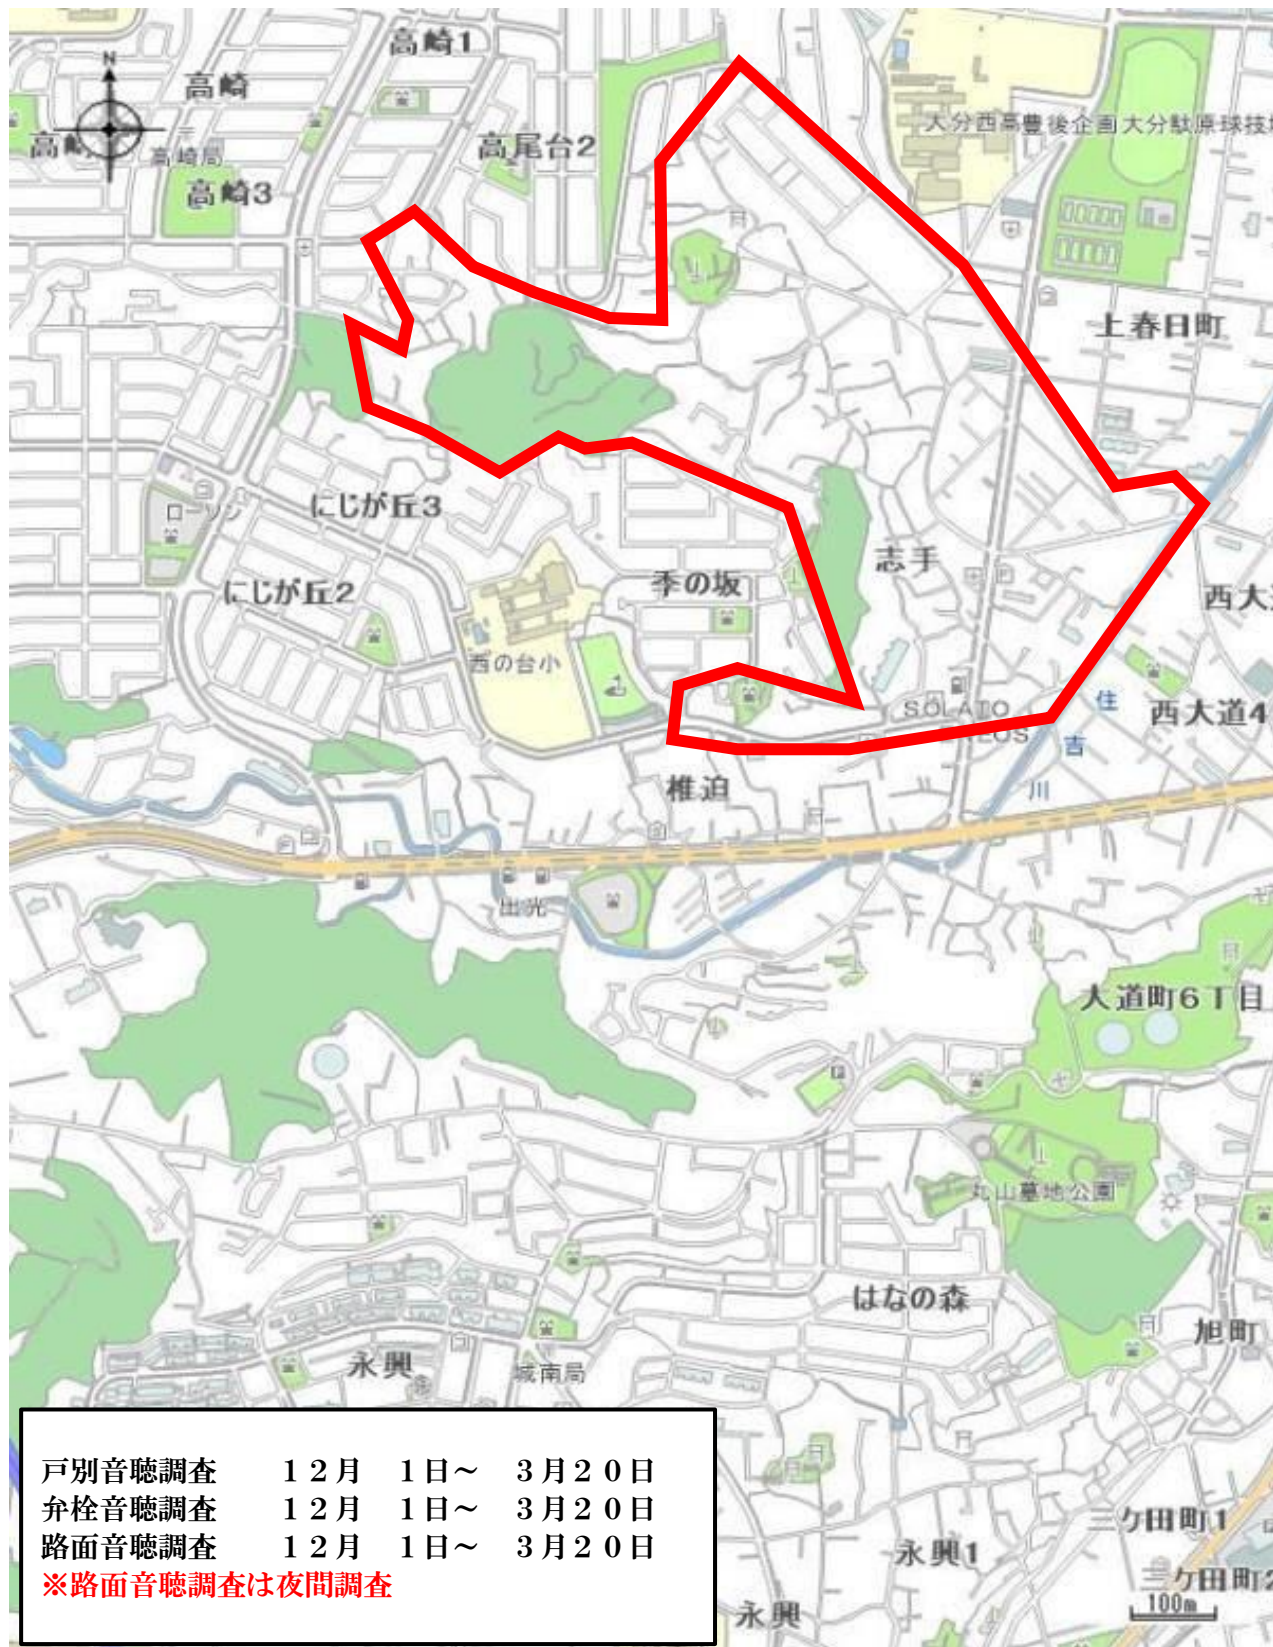 高崎1
N
高崎
高崎局
高尾台2
大分西高
豊後企画大分駄原球技場
高崎3
上春日町
にじが丘3
ローソン
志手
季の坂
にじが丘2
西の台小
SOLATO
住
吉
川
西大道4
椎迫
出光
大道町6丁目
丸山墓地公園
はなの森
旭町
永興
城南局
戸別音聴調査　　１２月　１日～　３月２０日
弁栓音聴調査　　１２月　１日～　３月２０日
路面音聴調査　　１２月　１日～　３月２０日
※路面音聴調査は夜間調査
三ケ田町1
永興1
三ケ田町2
100m
永興